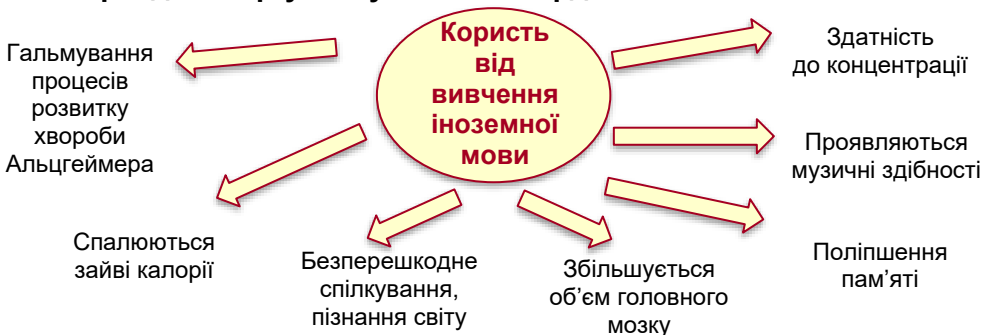 Користь
від
вивчення
іноземної
мови
Гальмування
процесів
розвитку
хвороби
Альцгеймера
Спалюються
зайві калорії
Безперешкодне
спілкування,
пізнання світу
Збільшується
об’єм головного
мозку
Поліпшення
пам’яті
Проявляються
музичні здібності
Здатність
до концентрації